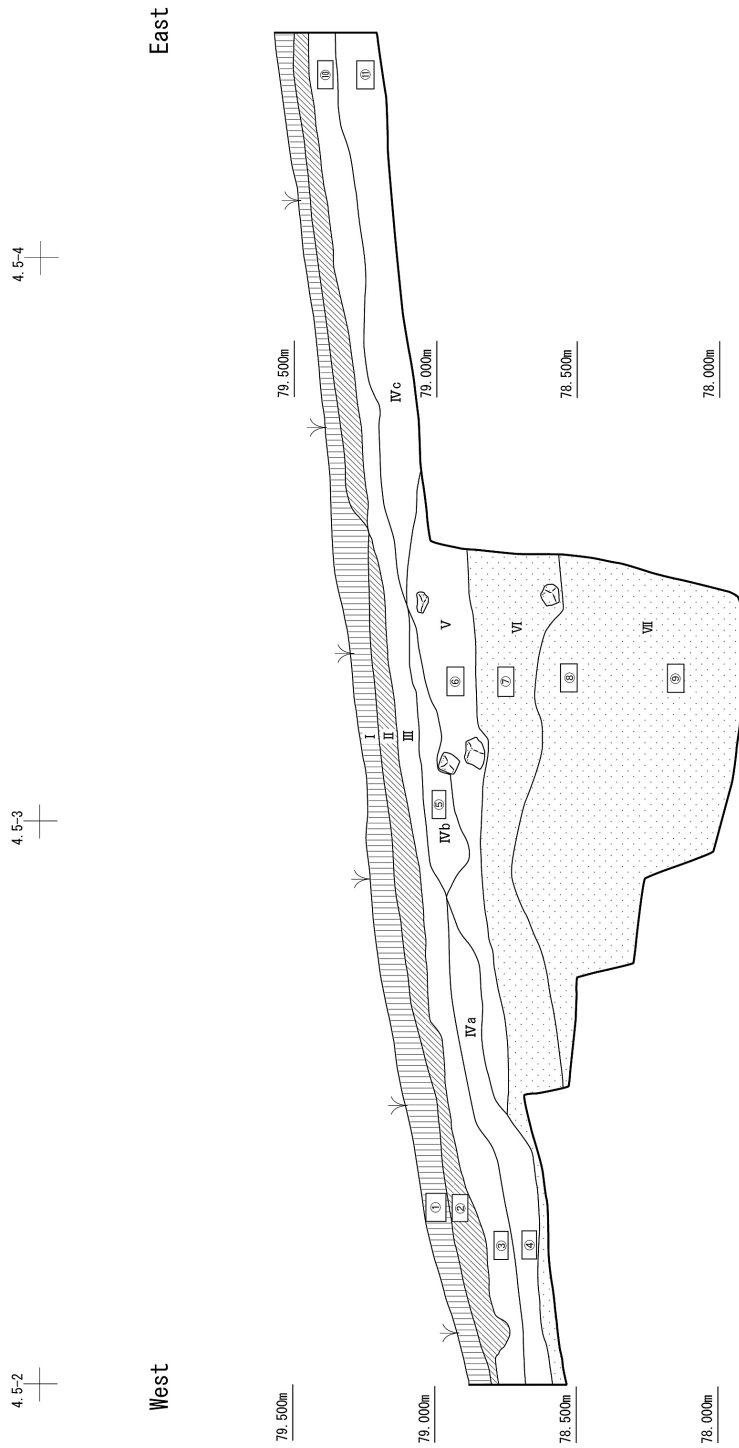 4.5-2
4.5-3
4.5-4
West
East
79.500m
79.000m
78.500m
78.000m
79.500m
79.000m
78.500m
78.000m
Ⅰ
Ⅱ
Ⅲ
Ⅳa
Ⅳb
Ⅳc
Ⅴ
Ⅵ
Ⅶ
①
②
③
④
⑤
⑥
⑦
⑧
⑨
⑩
⑪